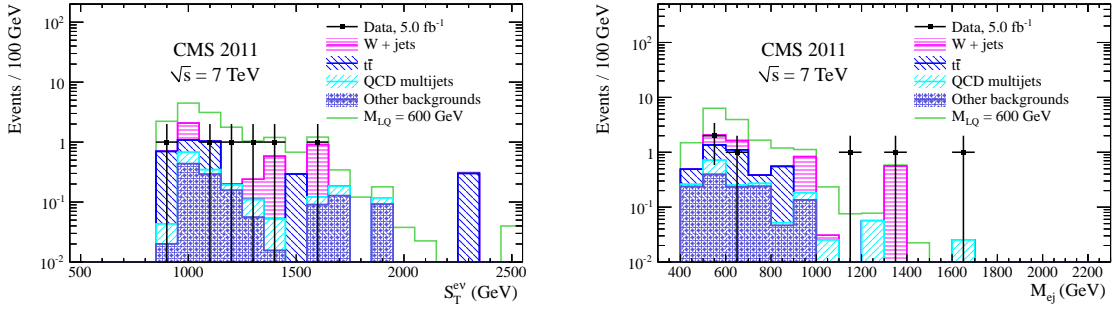 Events / 100 GeV
10²
10
1
10⁻¹
10⁻²
CMS 2011
√s = 7 TeV
Data, 5.0 fb⁻¹
W + jets
tt̄
QCD multijets
Other backgrounds
M_LQ = 600 GeV
500 1000 1500 2000 2500
S_T^eν (GeV)
Events / 100 GeV
10²
10
1
10⁻¹
10⁻²
CMS 2011
√s = 7 TeV
Data, 5.0 fb⁻¹
W + jets
tt̄
QCD multijets
Other backgrounds
M_LQ = 600 GeV
400 600 800 1000 1200 1400 1600 1800 2000 2200
M_ej (GeV)